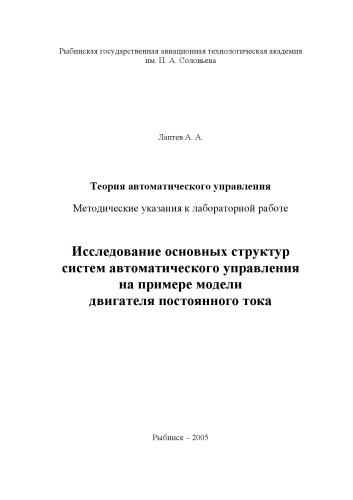 Рыбинская государственная авиационная технологическая академия
им. П. А. Соловьева
Лаптев А. А.
Теория автоматического управления
Методические указания к лабораторной работе
Исследование основных структур
систем автоматического управления
на примере модели
двигателя постоянного тока
Рыбинск – 2005